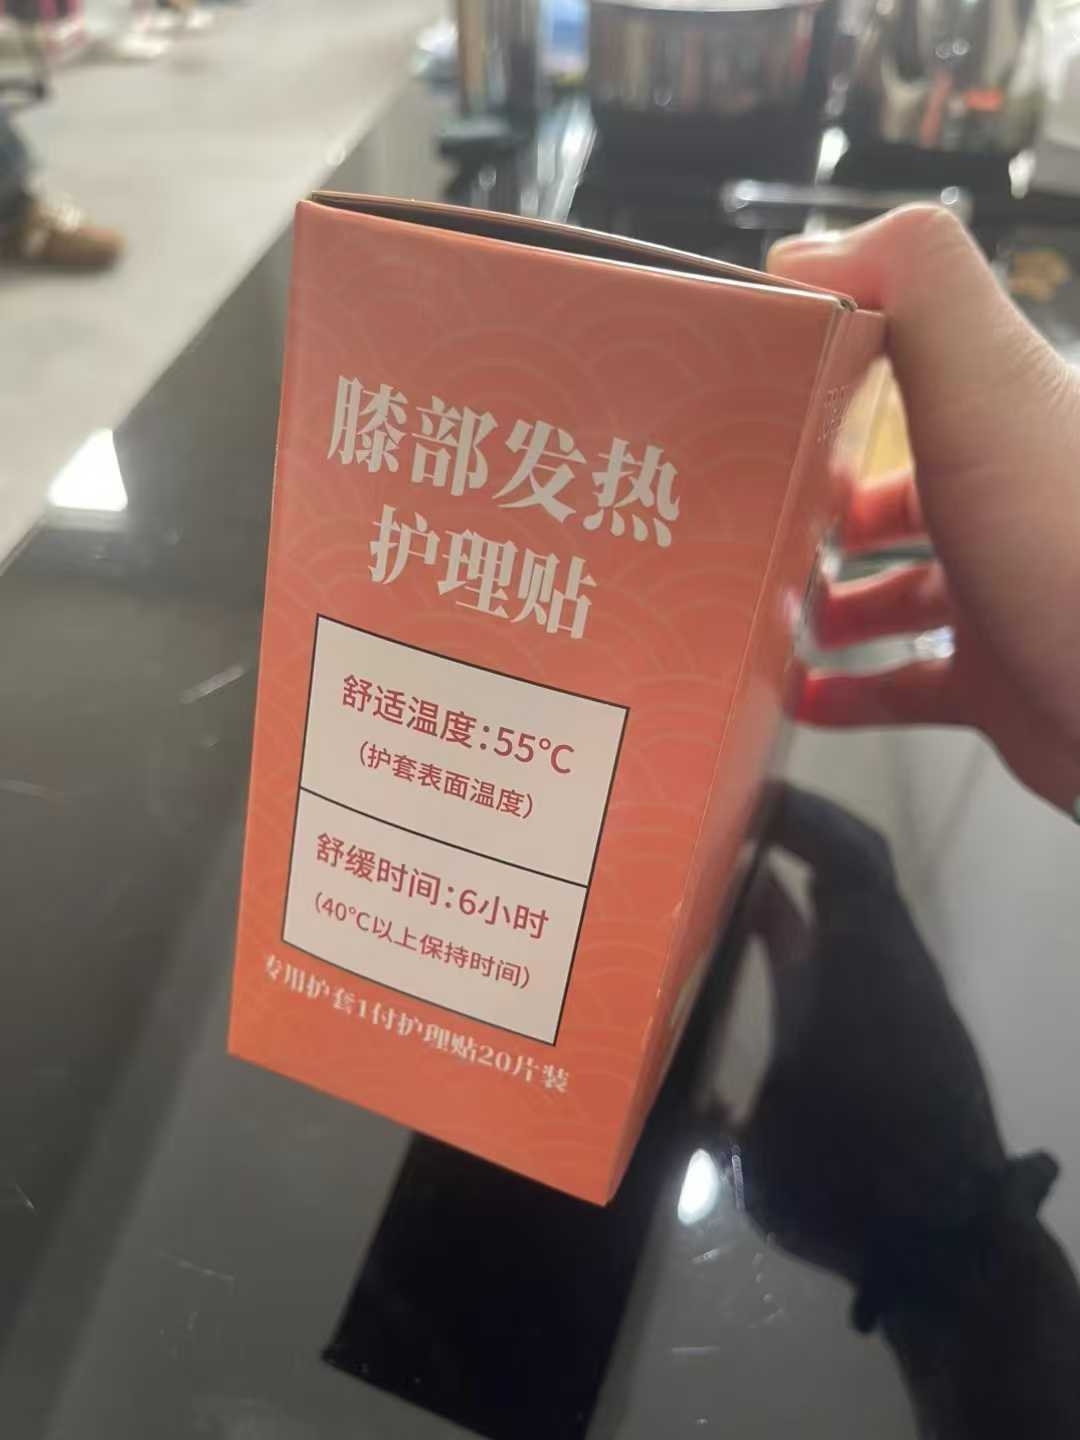 膝部发热
护理贴
舒适温度:55℃
（护套表面温度）
舒缓时间:6小时
（40℃以上保持时间）
专用护套1付护理贴20片装